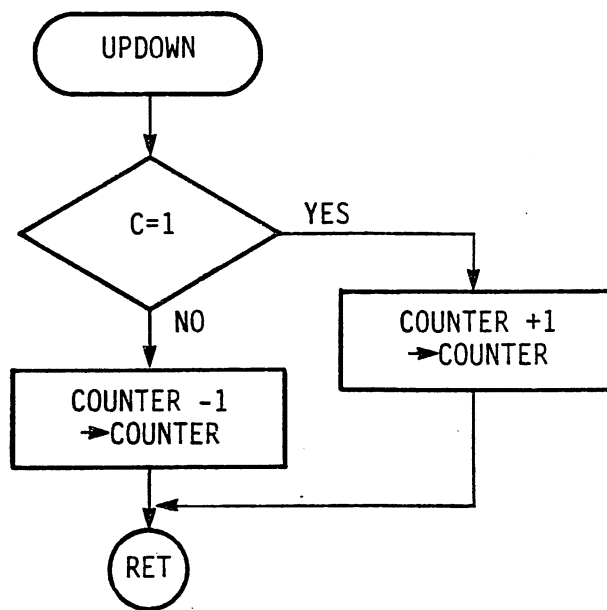 UPDOWN
C=1
YES
NO
COUNTER +1
→COUNTER
COUNTER -1
→COUNTER
RET